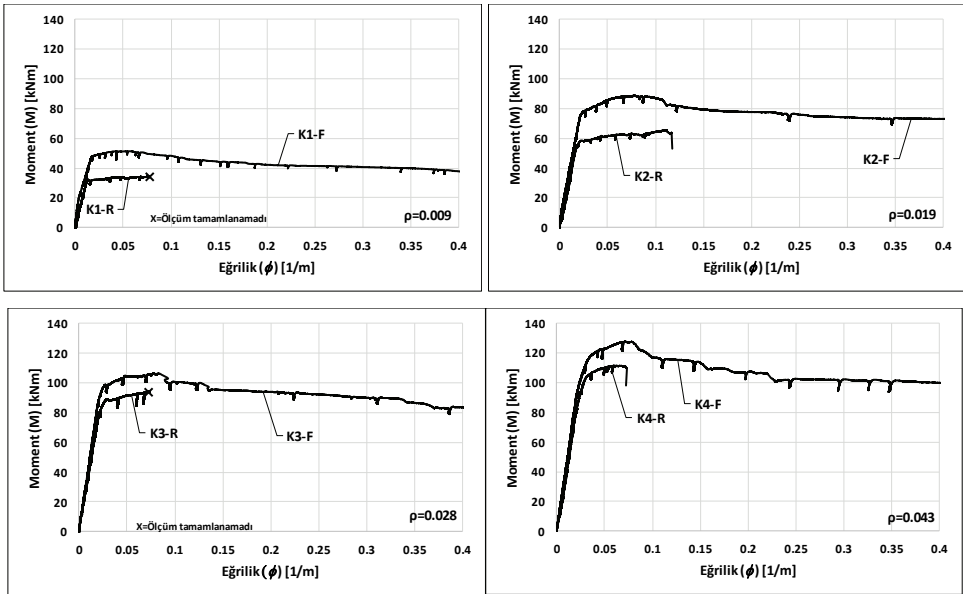 140
120
100
80
60
40
20
0
Moment (M) [kNm]
K1-F
K1-R
X=Ölçüm tamamlanamadı
ρ=0.009
0 0.05 0.1 0.15 0.2 0.25 0.3 0.35 0.4
Eğrilik (ϕ) [1/m]
140
120
100
80
60
40
20
0
Moment (M) [kNm]
K2-R
K2-F
ρ=0.019
0 0.05 0.1 0.15 0.2 0.25 0.3 0.35 0.4
Eğrilik (ϕ) [1/m]
140
120
100
80
60
40
20
0
Moment (M) [kNm]
K3-R
K3-F
X=Ölçüm tamamlanamadı
ρ=0.028
0 0.05 0.1 0.15 0.2 0.25 0.3 0.35 0.4
Eğrilik (ϕ) [1/m]
140
120
100
80
60
40
20
0
Moment (M) [kNm]
K4-F
K4-R
ρ=0.043
0 0.05 0.1 0.15 0.2 0.25 0.3 0.35 0.4
Eğrilik (ϕ) [1/m]